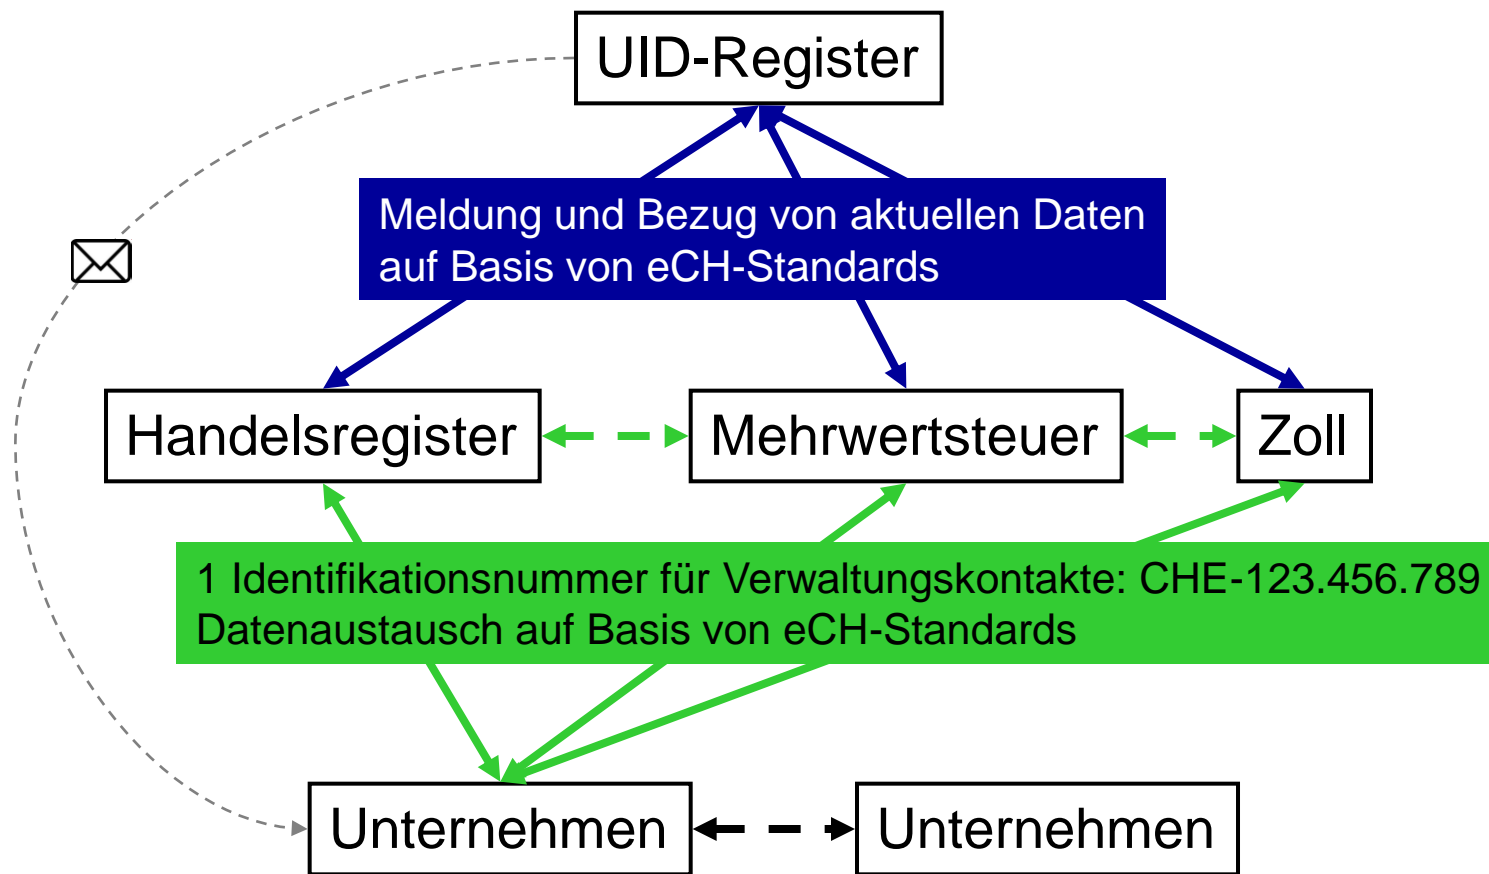 UID-Register
Meldung und Bezug von aktuellen Daten
auf Basis von eCH-Standards
Handelsregister
Mehrwertsteuer
Zoll
1 Identifikationsnummer für Verwaltungskontakte: CHE-123.456.789
Datenaustausch auf Basis von eCH-Standards
Unternehmen
Unternehmen